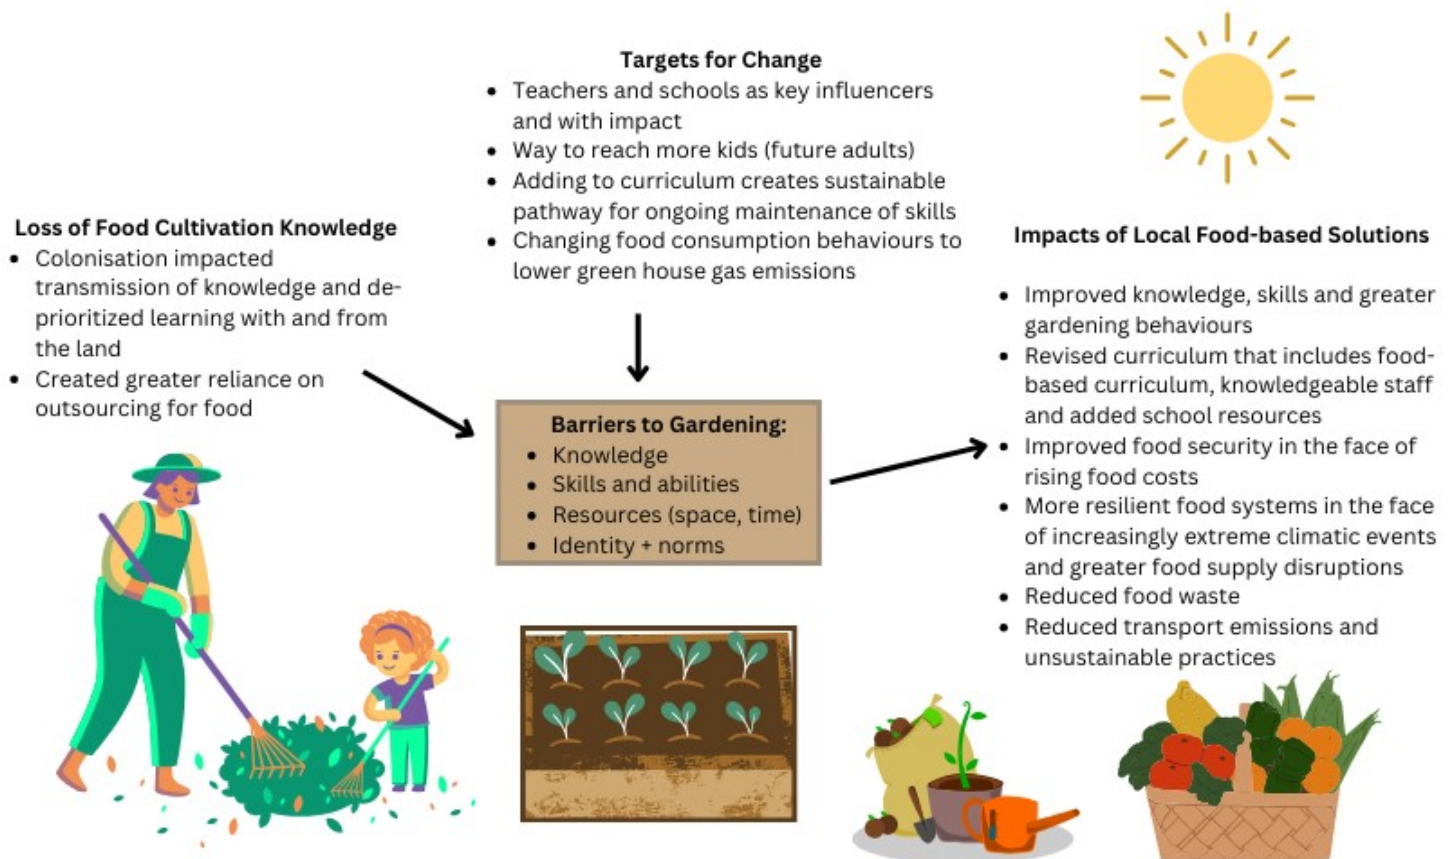 Targets for Change
• Teachers and schools as key influencers
and with impact
• Way to reach more kids (future adults)
• Adding to curriculum creates sustainable
pathway for ongoing maintenance of skills
• Changing food consumption behaviours to
lower green house gas emissions
Loss of Food Cultivation Knowledge
• Colonisation impacted
transmission of knowledge and de-
prioritized learning with and from
the land
• Created greater reliance on
outsourcing for food
Barriers to Gardening:
• Knowledge
• Skills and abilities
• Resources (space, time)
• Identity + norms
Impacts of Local Food-based Solutions
• Improved knowledge, skills and greater
gardening behaviours
• Revised curriculum that includes food-
based curriculum, knowledgeable staff
and added school resources
• Improved food security in the face of
rising food costs
• More resilient food systems in the face
of increasingly extreme climatic events
and greater food supply disruptions
• Reduced food waste
• Reduced transport emissions and
unsustainable practices